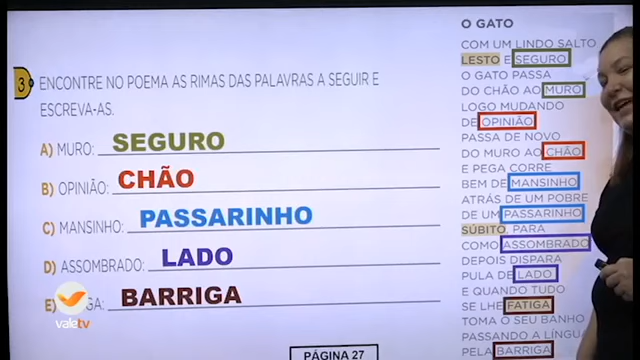 3
ENCONTRE NO POEMA AS RIMAS DAS PALAVRAS A SEGUIR E
ESCREVA-AS.
A) MURO: SEGURO
B) OPINIÃO: CHÃO
C) MANSINHO: PASSARINHO
D) ASSOMBRADO: LADO
E) GA: BARRIGA
valetv
PÁGINA 27
O GATO
COM UM LINDO SALTO
LESTO E SEGURO
O GATO PASSA
DO CHÃO AO MURO
LOGO MUDANDO
DE OPINIÃO
PASSA DE NOVO
DO MURO AO CHÃO
E PEGA CORRE
BEM DE MANSINHO
ATRÁS DE UM POBRE
DE UM PASSARINHO
SÚBITO, PARA
COMO ASSOMBRADO
DEPOIS DISPARA
PULA DE LADO
E QUANDO TUDO
SE LHE FATIGA
TOMA O SEU BANHO
PASSANDO A LÍNGUA
PELA BARRIGA